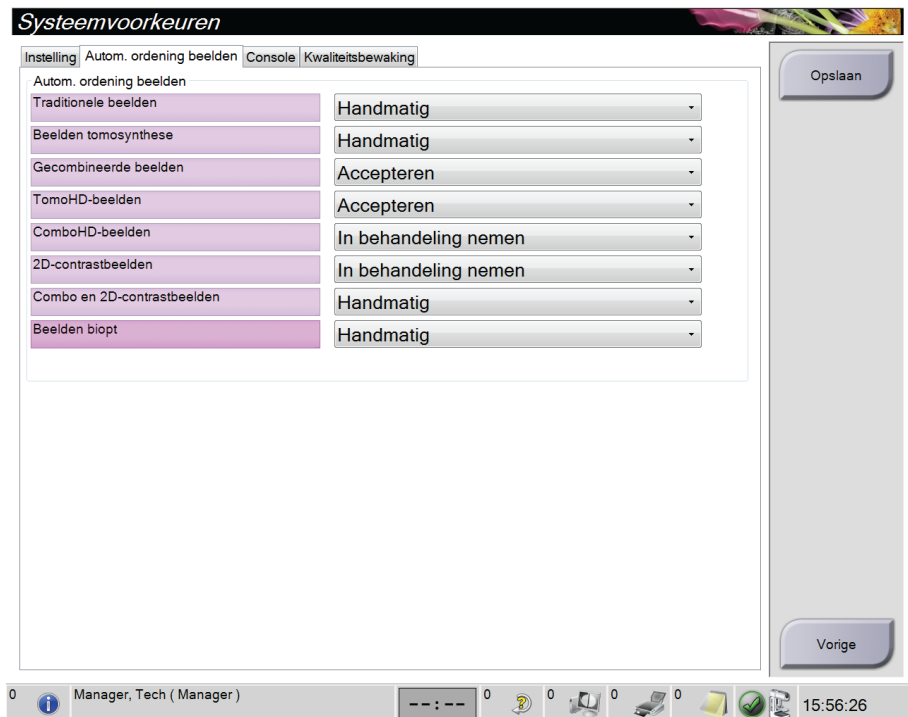 Systeemvoorkeuren
Instelling Autom. ordening beelden Console Kwaliteitsbewaking
Opslaan
Autom. ordening beelden
Traditionele beelden Handmatig
Beelden tomosynthese Handmatig
Gecombineerde beelden Accepteren
TomoHD-beelden Accepteren
ComboHD-beelden In behandeling nemen
2D-contrastbeelden In behandeling nemen
Combo en 2D-contrastbeelden Handmatig
Beelden biopt Handmatig
Vorige
0 Manager, Tech ( Manager ) --:-- 0 0 0 0 15:56:26